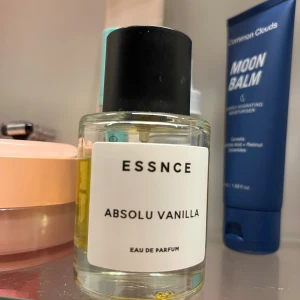 ESSNCE
ABSOLU VANILLA
EAU DE PARFUM
Common Clouds
MOON
BALM